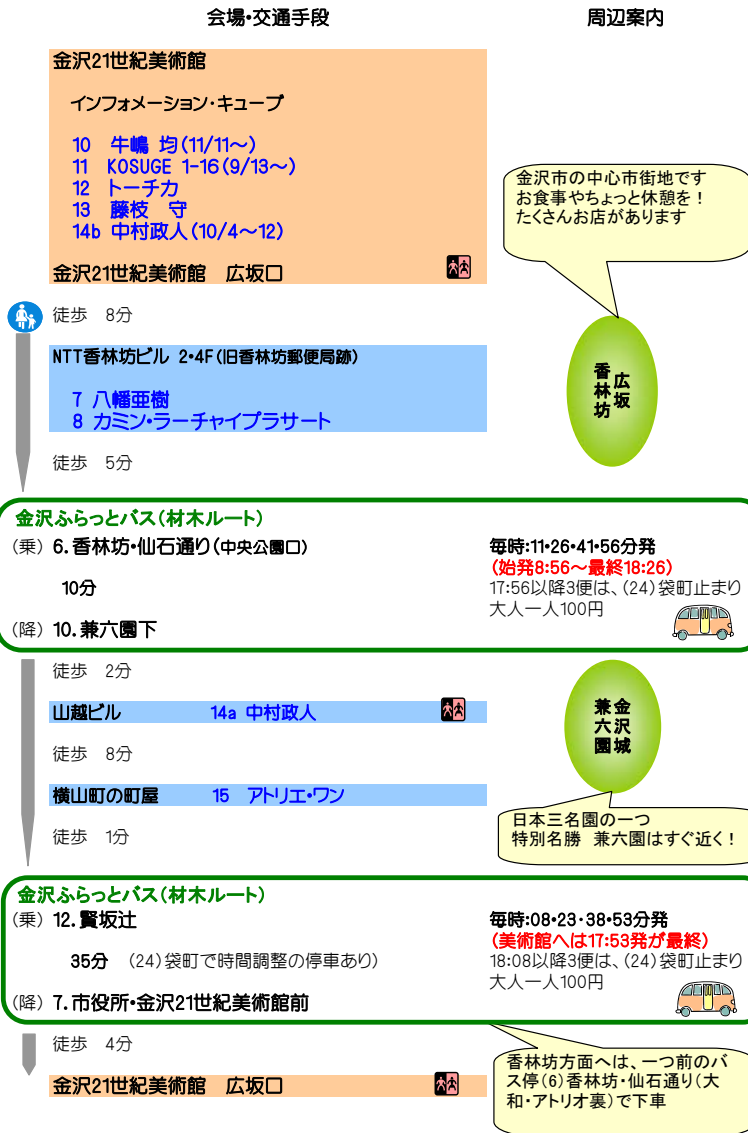 会場・交通手段
周辺案内
金沢21世紀美術館
インフォメーション・キューブ
10 牛嶋 均(11/11～)
11 KOSUGE 1-16(9/13～)
12 トーチカ
13 藤枝 守
14b 中村政人(10/4～12)
金沢21世紀美術館 広坂口
金沢市の中心市街地です
お食事やちょっと休憩を！
たくさんお店があります
徒歩 8分
NTT香林坊ビル 2・4F(旧香林坊郵便局跡)
7 八幡亜樹
8 カミン・ラーチャイプラサート
広坂
香林坊
徒歩 5分
金沢ふらっとバス(材木ルート)
(乗) 6.香林坊・仙石通り(中央公園口)
10分
(降) 10.兼六園下
毎時:11・26・41・56分発
(始発8:56～最終18:26)
17:56以降3便は、(24)袋町止まり
大人一人100円
徒歩 2分
山越ビル 14a 中村政人
徒歩 8分
横山町の町屋 15 アトリエ・ワン
徒歩 1分
金沢城
兼六園
日本三名園の一つ
特別名勝 兼六園はすぐ近く！
金沢ふらっとバス(材木ルート)
(乗) 12.賢坂辻
35分 (24)袋町で時間調整の停車あり)
(降) 7.市役所・金沢21世紀美術館前
毎時:08・23・38・53分発
(美術館へは17:53発が最終)
18:08以降3便は、(24)袋町止まり
大人一人100円
徒歩 4分
金沢21世紀美術館 広坂口
香林坊方面へは、一つ前のバ
ス停(6)香林坊・仙石通り(大
和・アトリオ裏)で下車